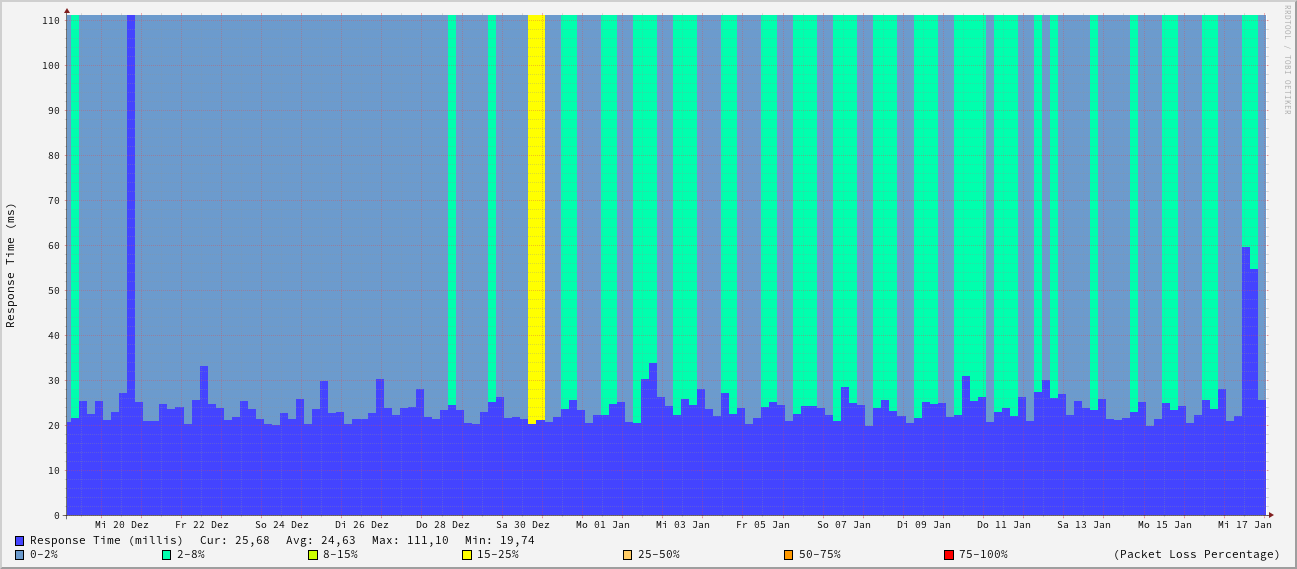 110
100
90
80
70
60
50
40
30
20
10
0
Response Time (ms)
RRDTOOL / TOBI OETIKER
Mi 20 Dez Fr 22 Dez So 24 Dez Di 26 Dez Do 28 Dez Sa 30 Dez Mo 01 Jan Mi 03 Jan Fr 05 Jan So 07 Jan Di 09 Jan Do 11 Jan Sa 13 Jan Mo 15 Jan Mi 17 Jan
Response Time (millis) Cur: 25,68 Avg: 24,63 Max: 111,10 Min: 19,74
0-2% 2-8% 8-15% 15-25% 25-50% 50-75% 75-100% (Packet Loss Percentage)